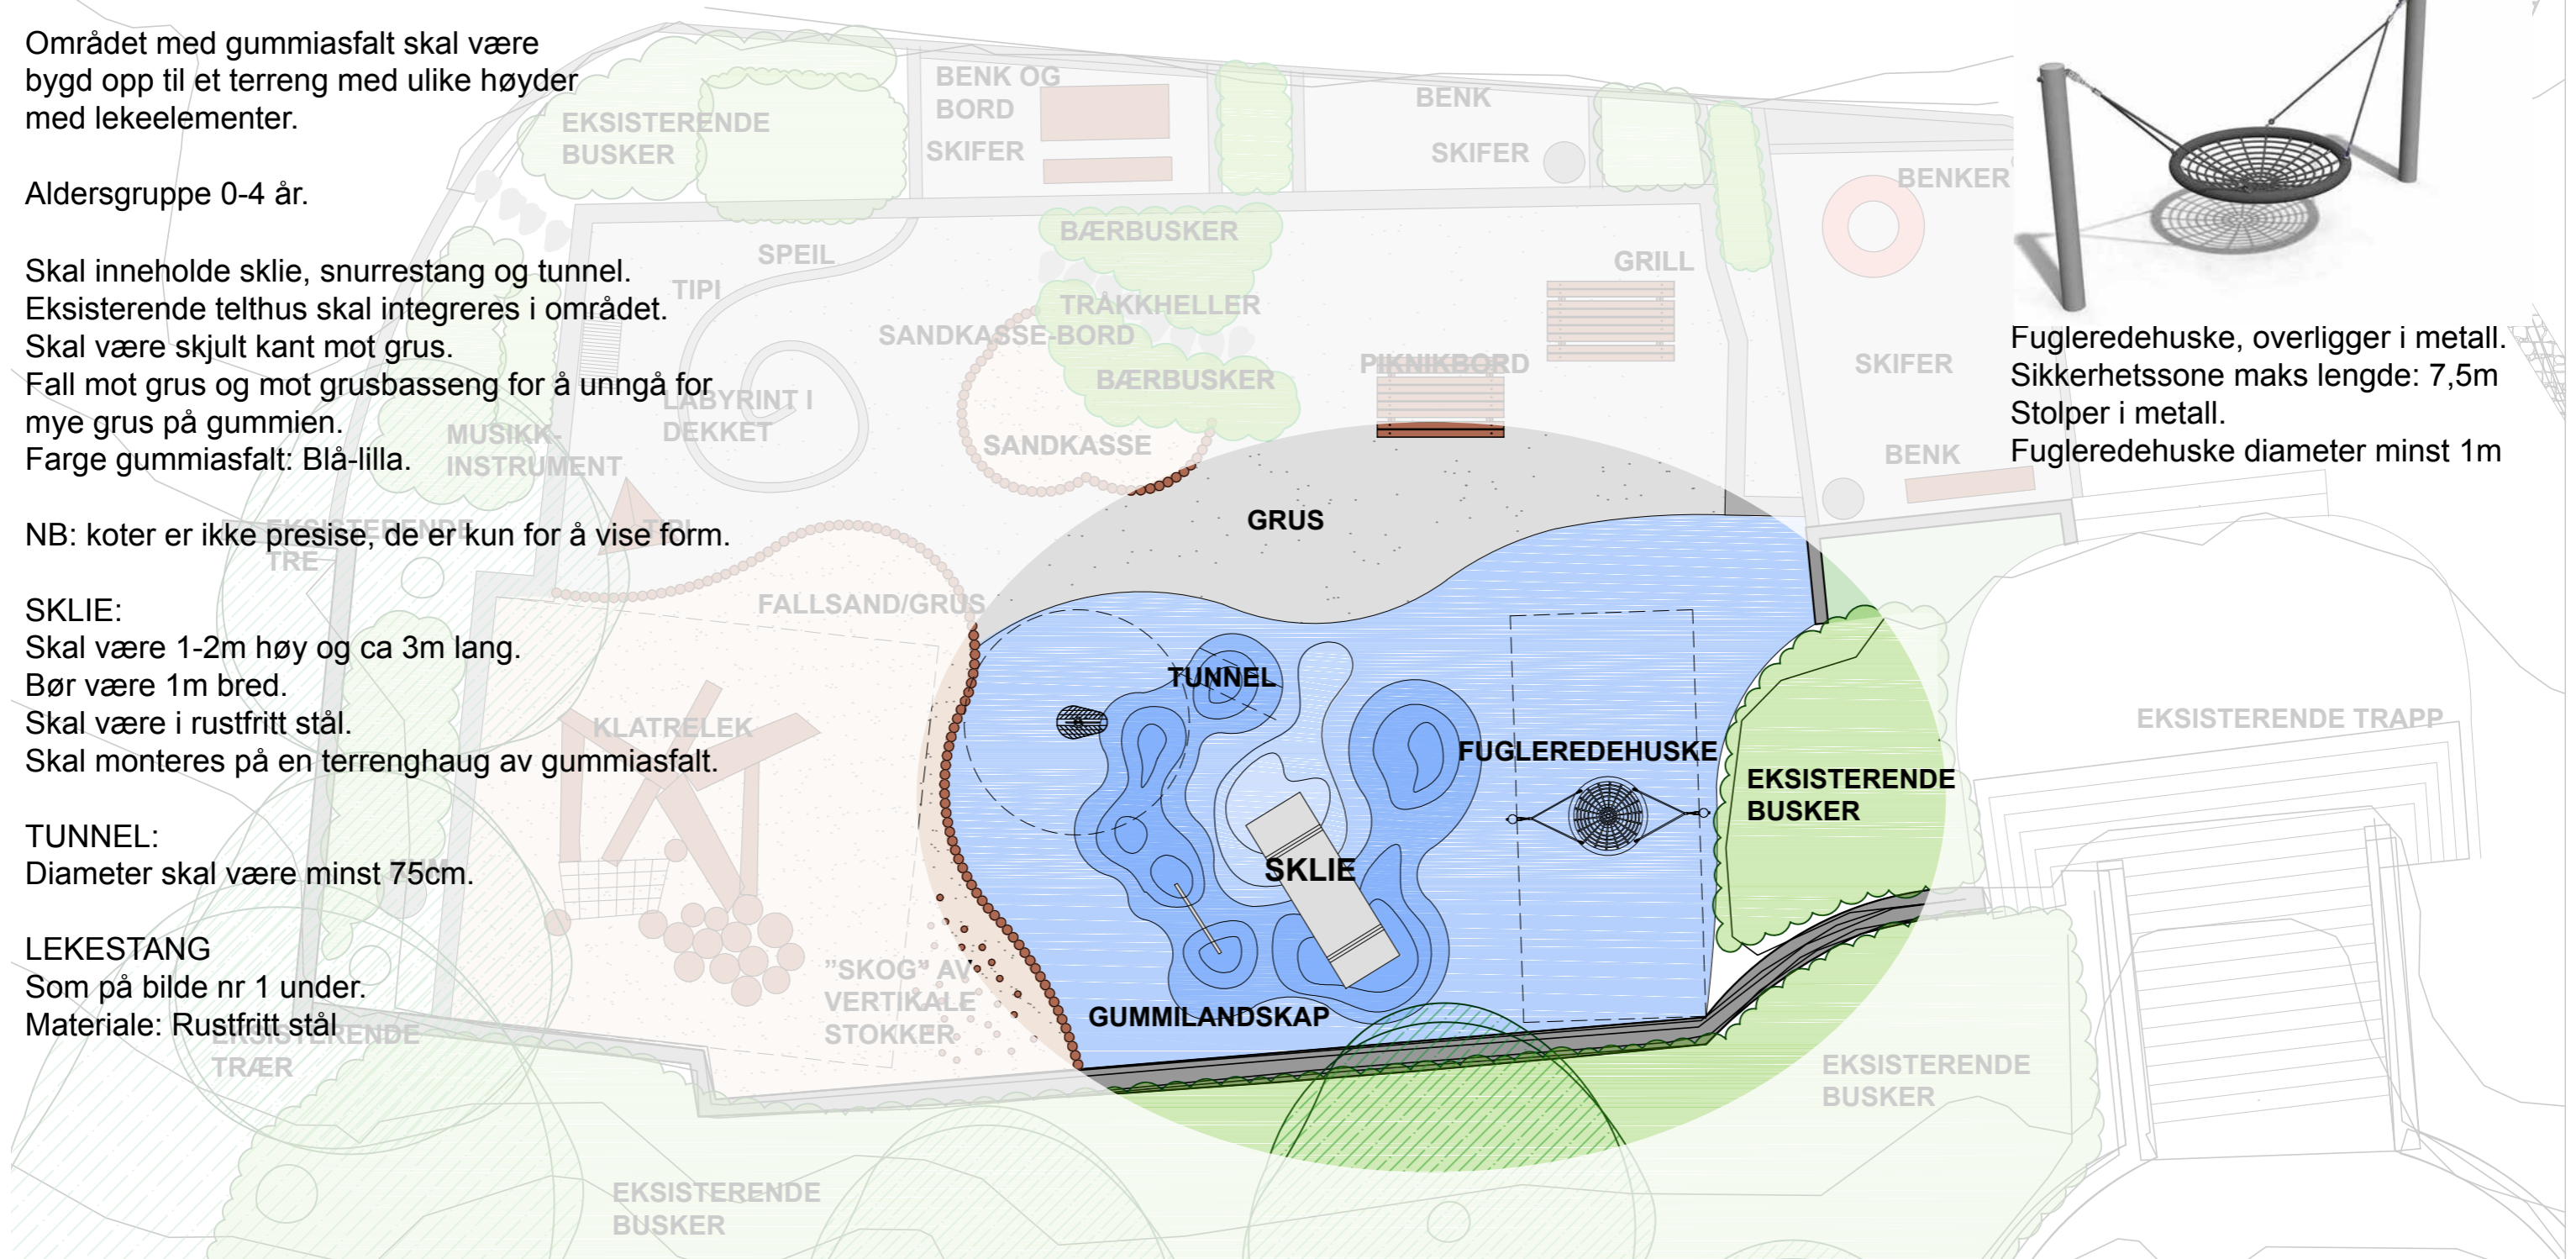 Området med gummiasfalt skal være
bygd opp til et terreng med ulike høyder
med lekeelementer.
Aldersgruppe 0-4 år.
Skal inneholde sklie, snurrestang og tunnel.
Eksisterende telthus skal integreres i området.
Skal være skjult kant mot grus.
Fall mot grus og mot grusbasseng for å unngå for
mye grus på gummien.
Farge gummiasfalt: Blå-lilla.
NB: koter er ikke presise, de er kun for å vise form.
SKLIE:
Skal være 1-2m høy og ca 3m lang.
Bør være 1m bred.
Skal være i rustfritt stål.
Skal monteres på en terrenghaug av gummiasfalt.
TUNNEL:
Diameter skal være minst 75cm.
LEKESTANG
Som på bilde nr 1 under.
Materiale: Rustfritt stål
EKSISTERENDE
BUSKER
BENK OG
BORD
SKIFER
BENK
SKIFER
BENKER
SPEIL
TIPI
BÆRBUSKER
TRÅKKHELLER
SANDKASSE-BORD
BÆRBUSKER
GRILL
PIKNIKBORD
SKIFER
LABYRINT I
DEKKET
MUSIKK-
INSTRUMENT
SANDKASSE
BENK
Fugleredehuske, overligger i metall.
Sikkerhetssone maks lengde: 7,5m
Stolper i metall.
Fugleredehuske diameter minst 1m
EKSISTERENDE
TRE
TIPI
GRUS
FALLSAND/GRUS
TUNNEL
KLATRELEK
FUGLEREDEHUSKE
EKSISTERENDE
BUSKER
EKSISTERENDE TRAPP
SKLIE
"SKOG" AV
VERTIKALE
STOKKER
GUMMILANDSKAP
EKSISTERENDE
TRÆR
EKSISTERENDE
BUSKER
EKSISTERENDE
BUSKER